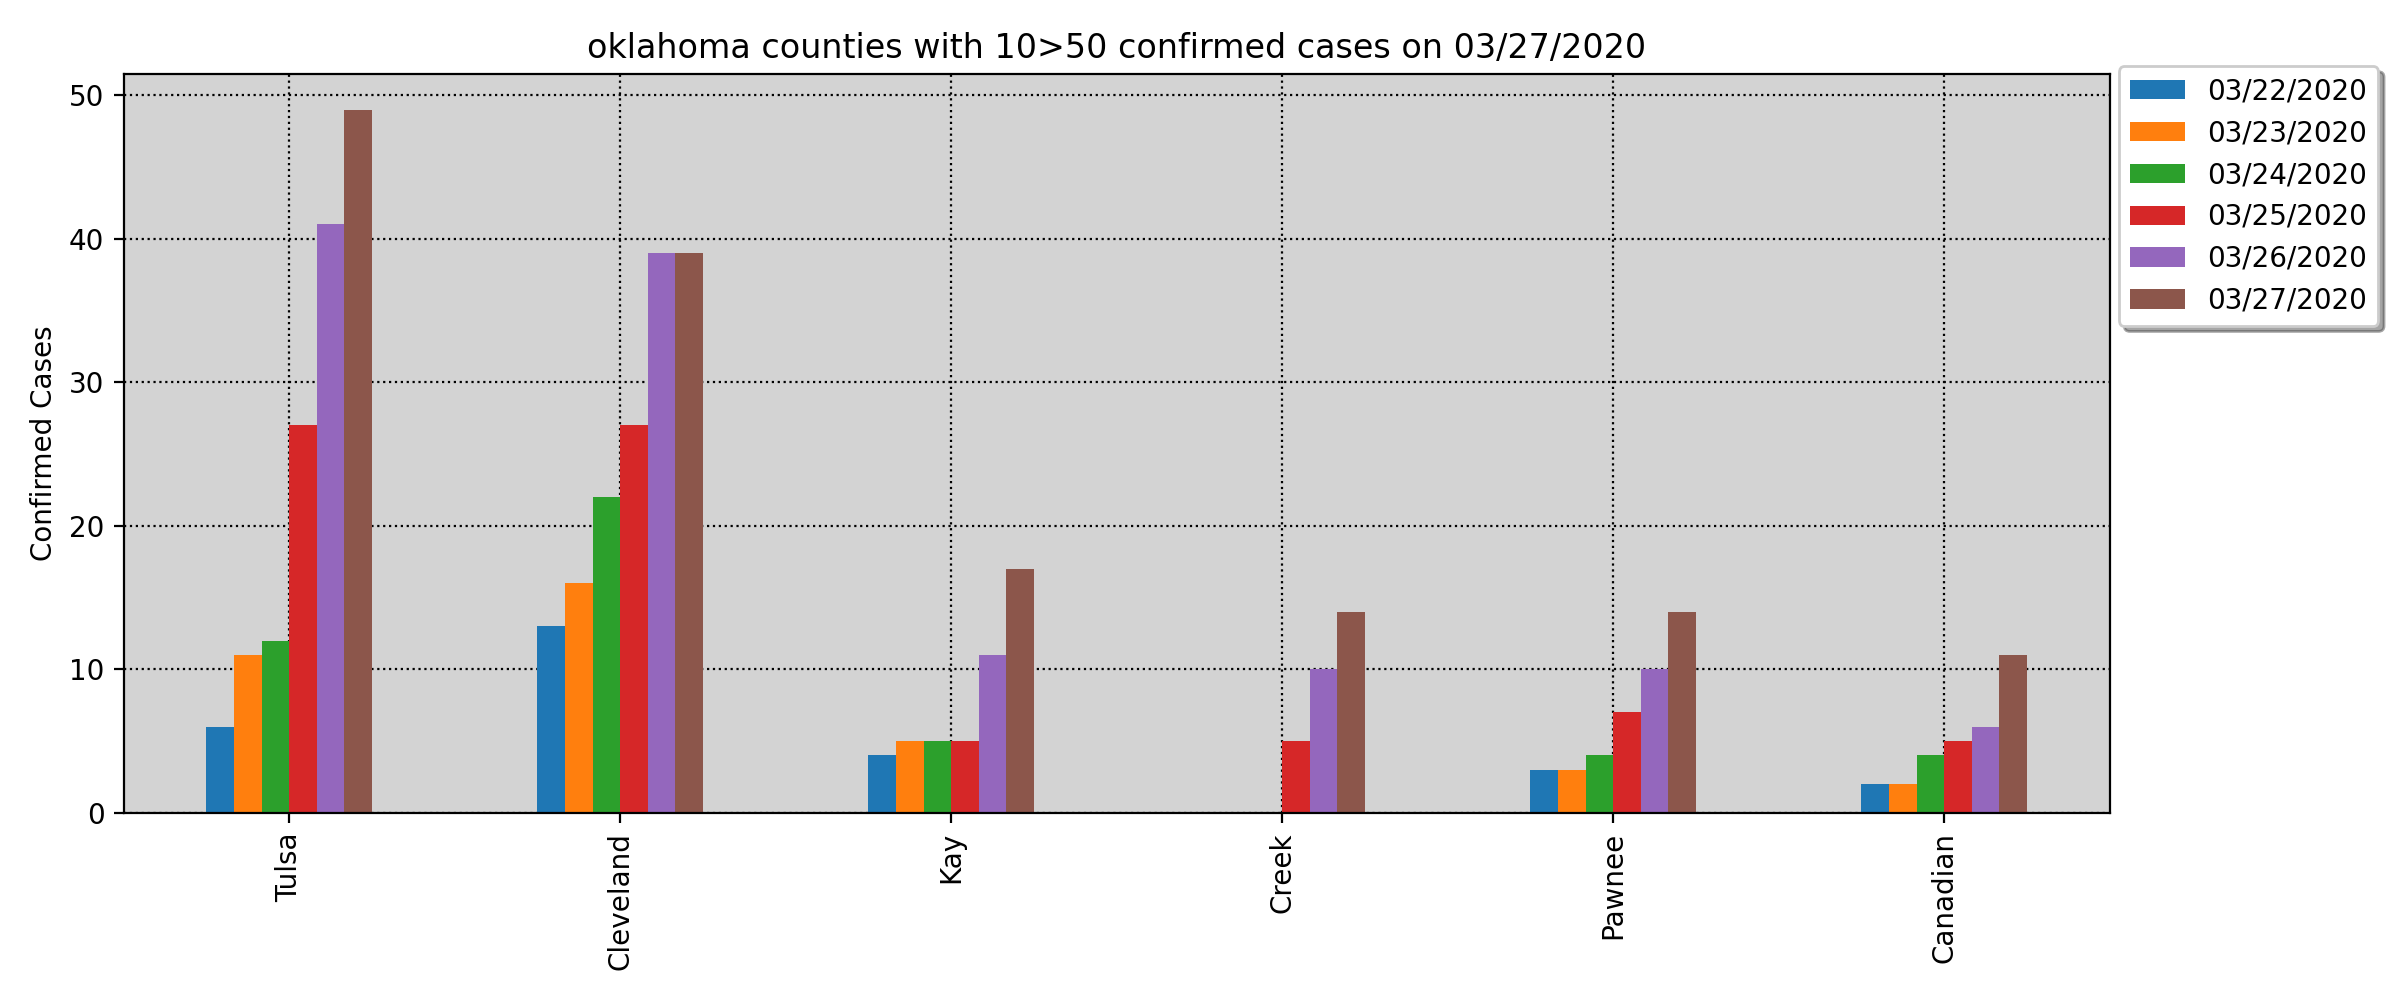 oklahoma counties with 10>50 confirmed cases on 03/27/2020
50
40
30
20
10
0
Confirmed Cases
Tulsa
Cleveland
Kay
Creek
Pawnee
Canadian
03/22/2020
03/23/2020
03/24/2020
03/25/2020
03/26/2020
03/27/2020